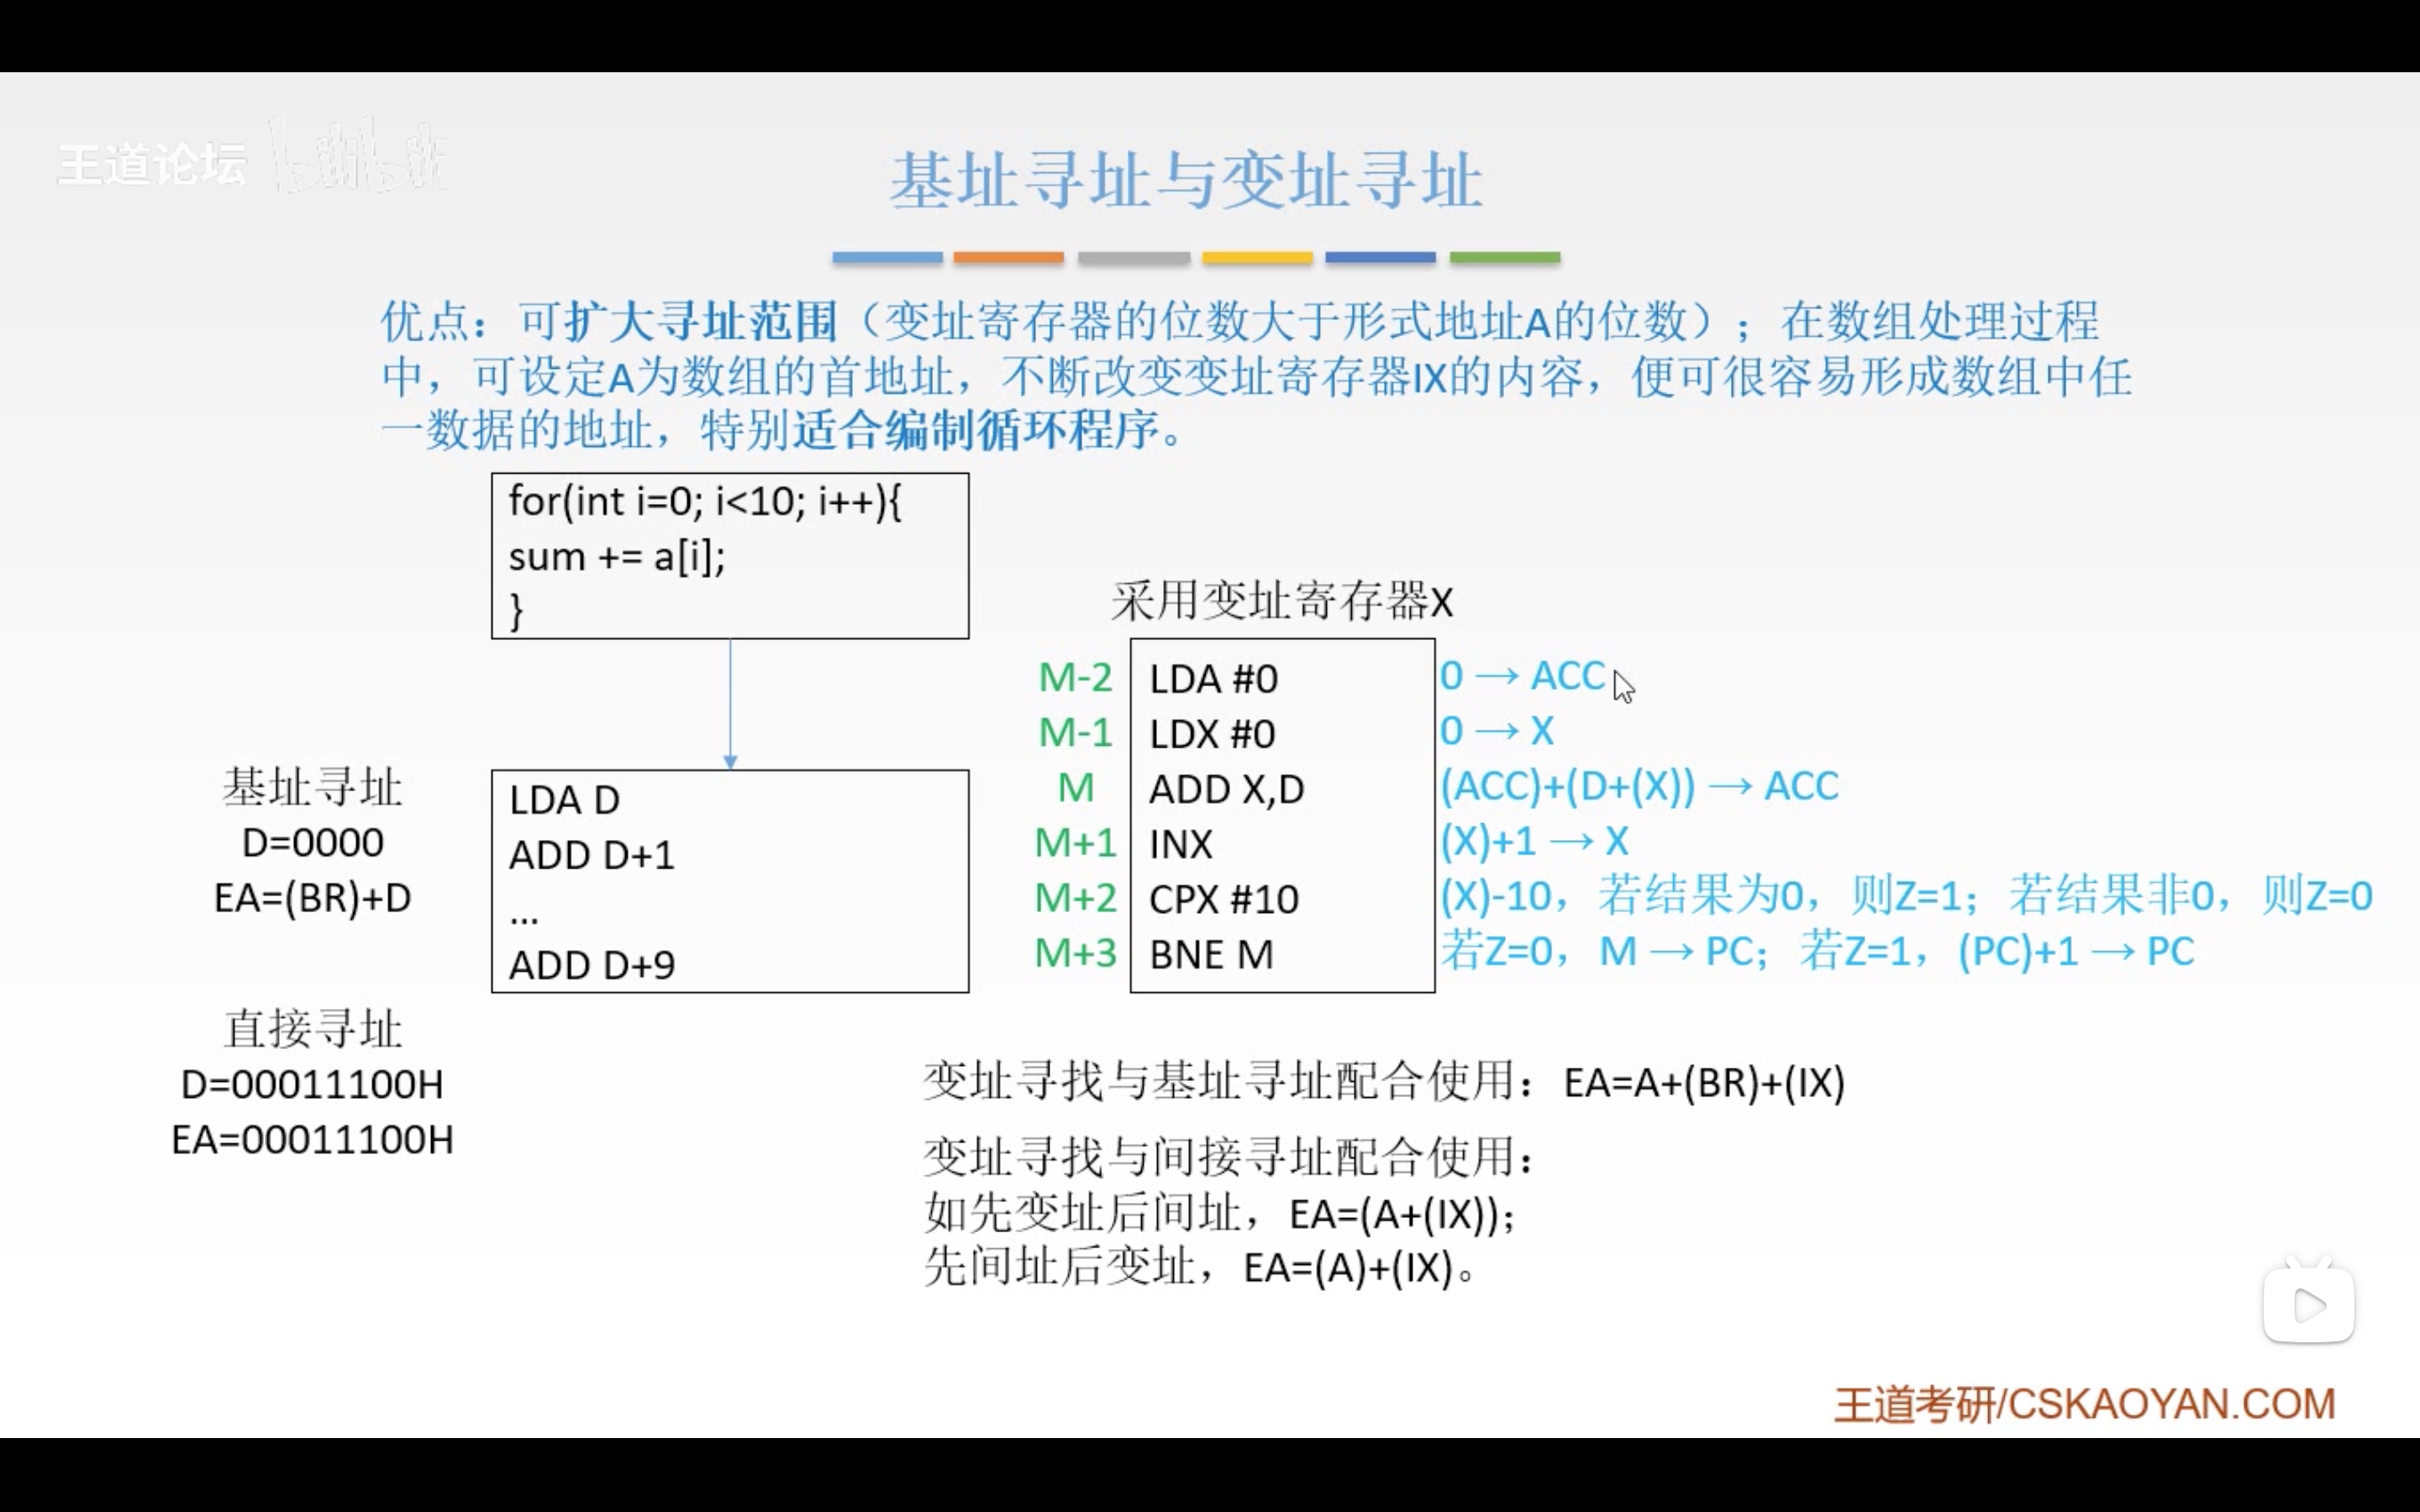 王道论坛 bilibili
基址寻址与变址寻址
优点：可扩大寻址范围（变址寄存器的位数大于形式地址A的位数）；在数组处理过程
中，可设定A为数组的首地址，不断改变变址寄存器IX的内容，便可很容易形成数组中任
一数据的地址，特别适合编制循环程序。
for(int i=0; i<10; i++){
sum += a[i];
}
基址寻址
D=0000
EA=(BR)+D
直接寻址
D=00011100H
EA=00011100H
LDA D
ADD D+1
...
ADD D+9
采用变址寄存器X
M-2 LDA #0 0 → ACC
M-1 LDX #0 0 → X
M ADD X,D (ACC)+(D+(X)) → ACC
M+1 INX (X)+1 → X
M+2 CPX #10 (X)-10，若结果为0，则Z=1；若结果非0，则Z=0
M+3 BNE M 若Z=0，M → PC；若Z=1，(PC)+1 → PC
变址寻找与基址寻址配合使用：EA=A+(BR)+(IX)
变址寻找与间接寻址配合使用：
如先变址后间址，EA=(A+(IX))；
先间址后变址，EA=(A)+(IX)。
王道考研/CSKAOYAN.COM